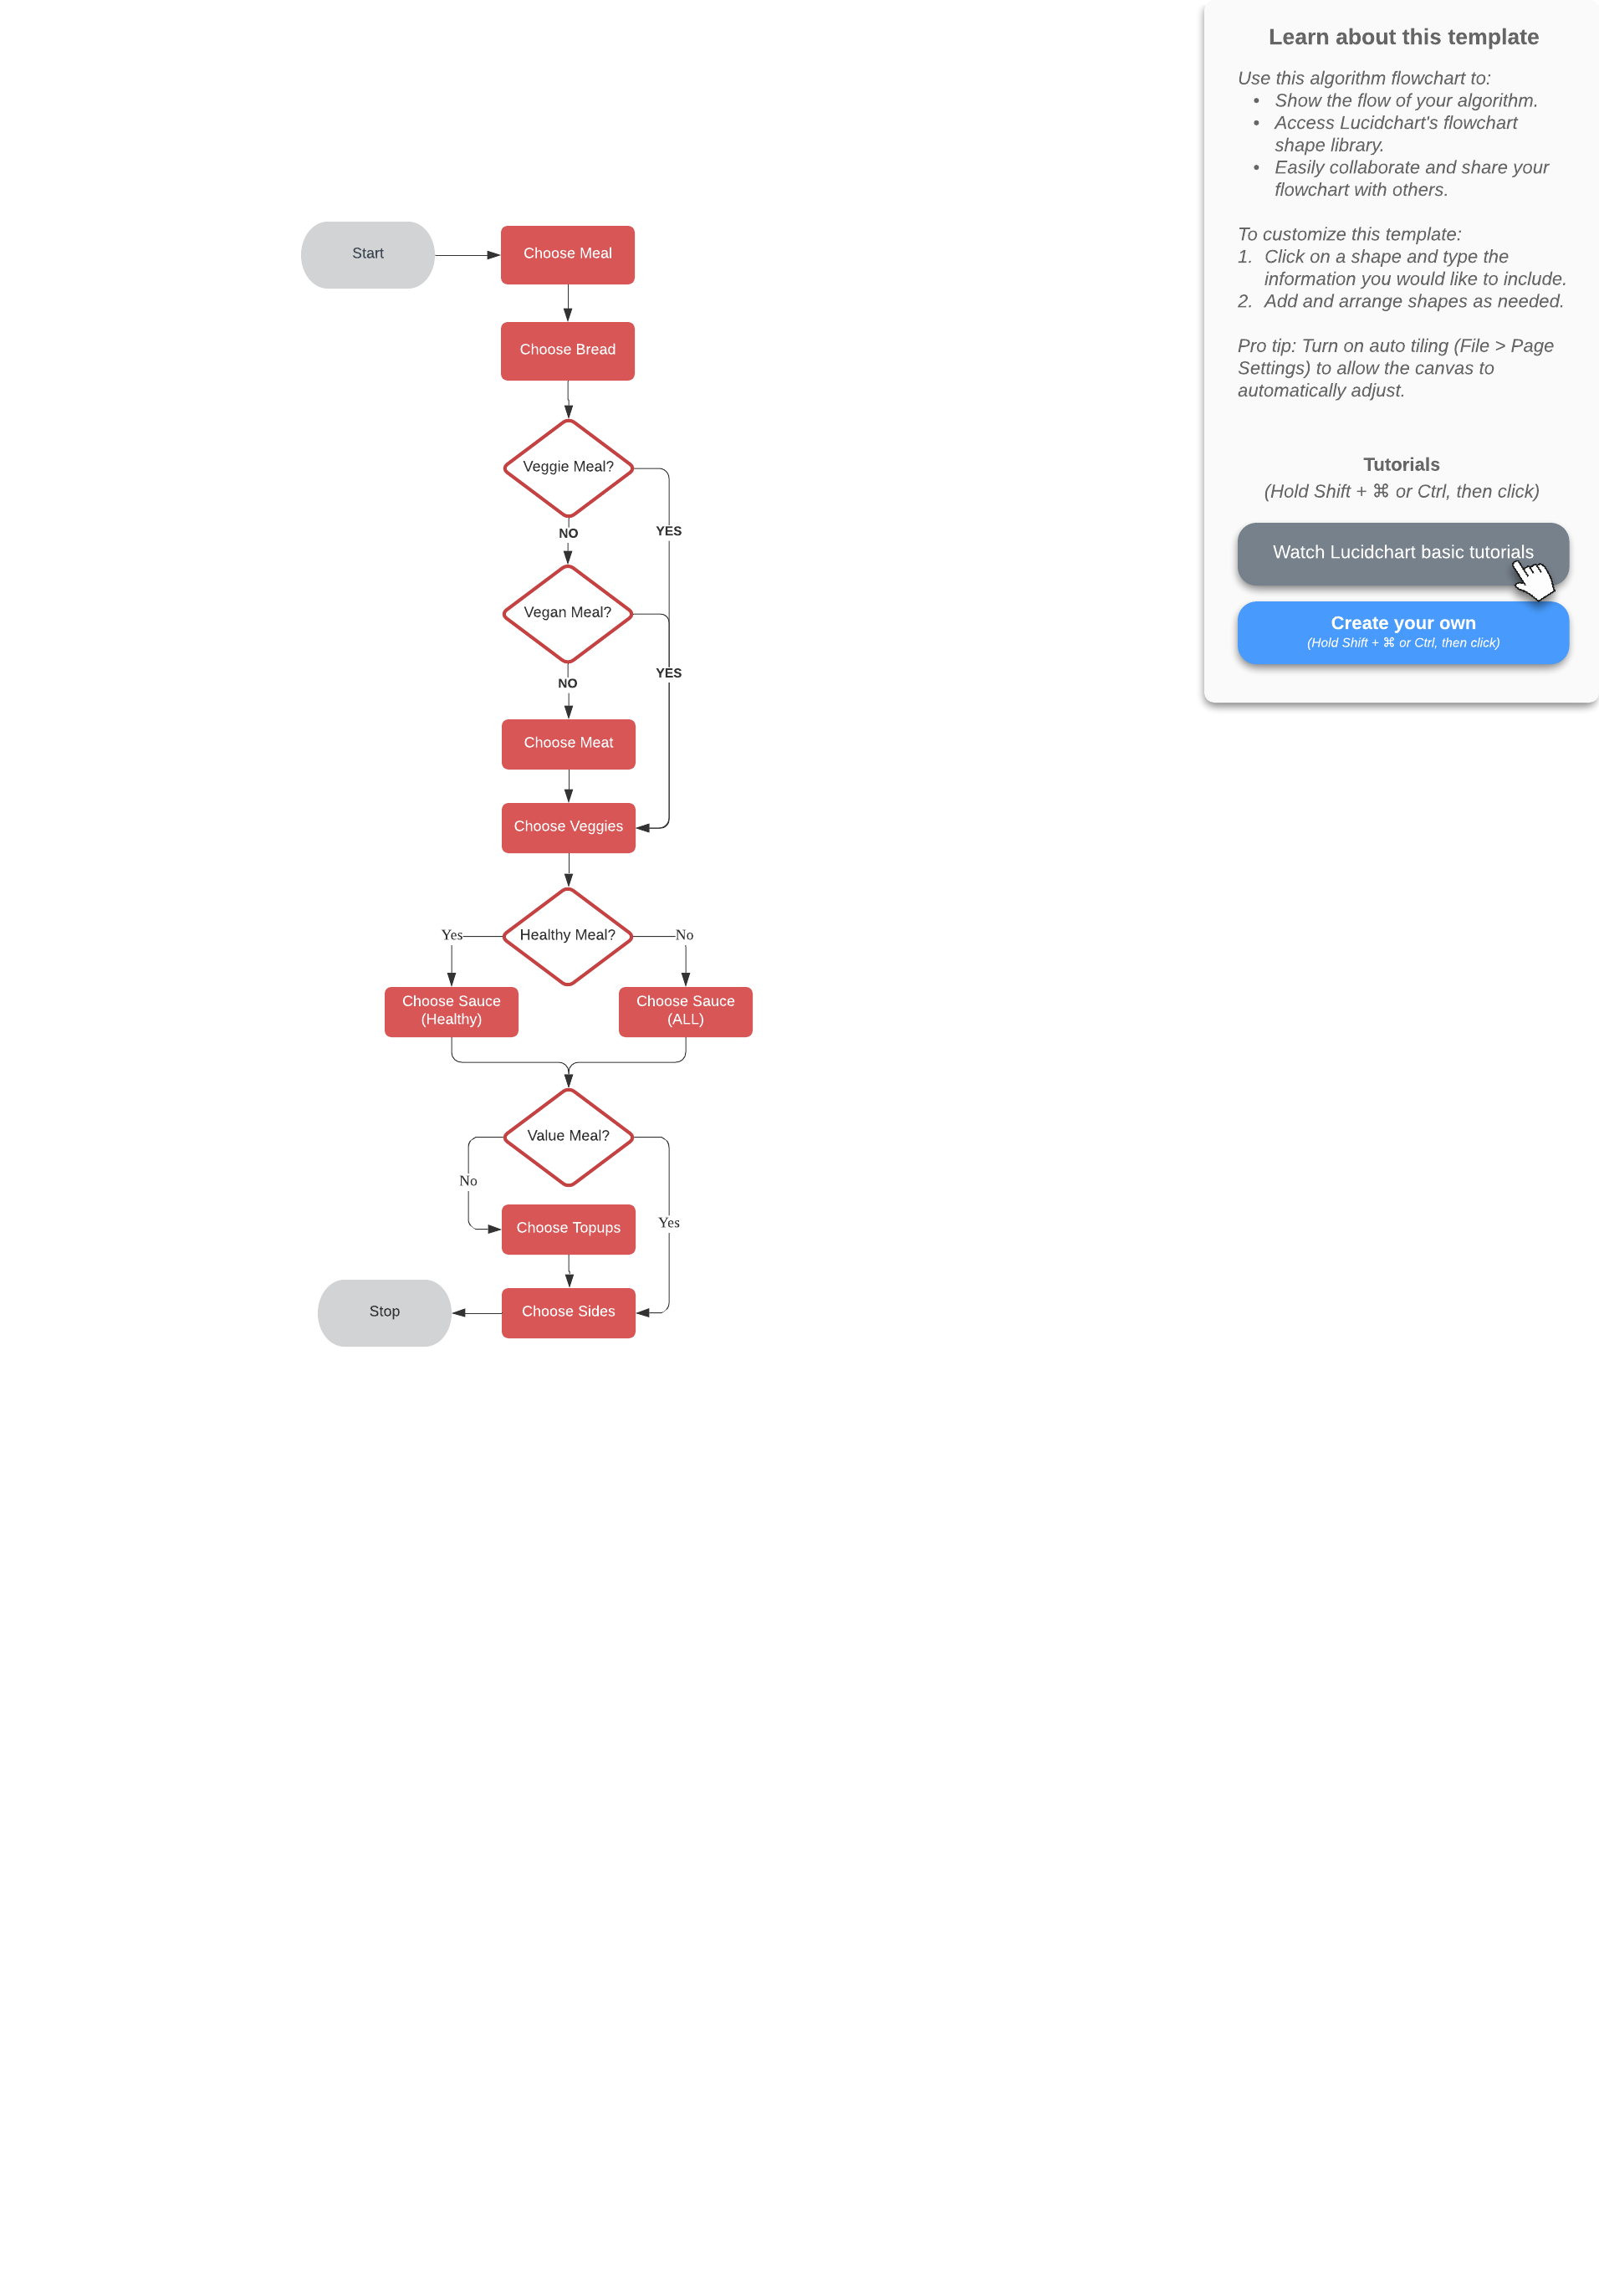 Start
Choose Meal
Choose Bread
Veggie Meal?
NO
YES
Vegan Meal?
NO
YES
Choose Meat
Choose Veggies
Healthy Meal?
Yes
No
Choose Sauce
(Healthy)
Choose Sauce
(ALL)
Value Meal?
No
Yes
Choose Topups
Choose Sides
Stop
Learn about this template
Use this algorithm flowchart to:
• Show the flow of your algorithm.
• Access Lucidchart's flowchart
shape library.
• Easily collaborate and share your
flowchart with others.
To customize this template:
1. Click on a shape and type the
information you would like to include.
2. Add and arrange shapes as needed.
Pro tip: Turn on auto tiling (File > Page
Settings) to allow the canvas to
automatically adjust.
Tutorials
(Hold Shift + ⌘ or Ctrl, then click)
Watch Lucidchart basic tutorials
Create your own
(Hold Shift + ⌘ or Ctrl, then click)